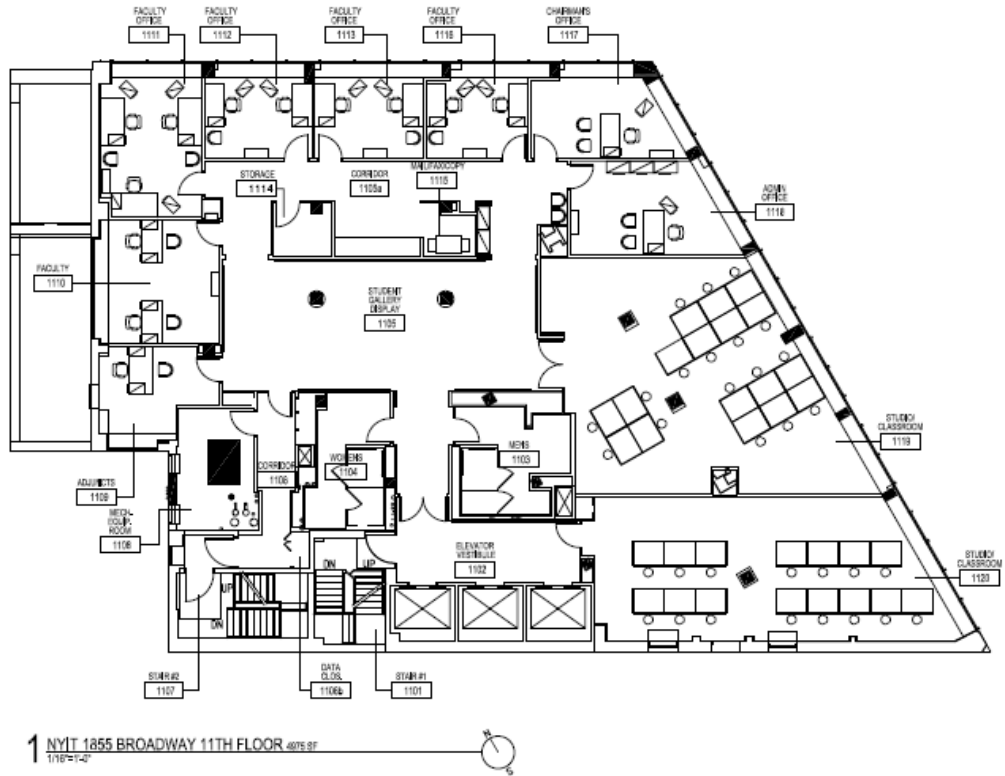 FACULTY
OFFICE
1111
FACULTY
OFFICE
1112
FACULTY
OFFICE
1113
FACULTY
OFFICE
1116
CHAIRMAN'S
OFFICE
1117
STORAGE
1114
CORRIDOR
1105a
MAIL/FAX/COPY
1115
ADMIN
OFFICE
1118
FACULTY
1110
STUDENT
GALLERY
DISPLAY
1105
STUDIO/
CLASSROOM
1119
WOMENS
1104
MENS
1103
CORRIDOR
1106
ADJUNCTS
1109
MECH-
EQUIP.
ROOM
1108
ELEVATOR
VESTIBULE
1102
STUDIO/
CLASSROOM
1120
DN
UP
UP
DN
STAIR #2
1107
DATA
CLOS.
1106b
STAIR #1
1101
1 NYIT 1855 BROADWAY 11TH FLOOR 4975 SF
1/16"=1'-0"
N
S